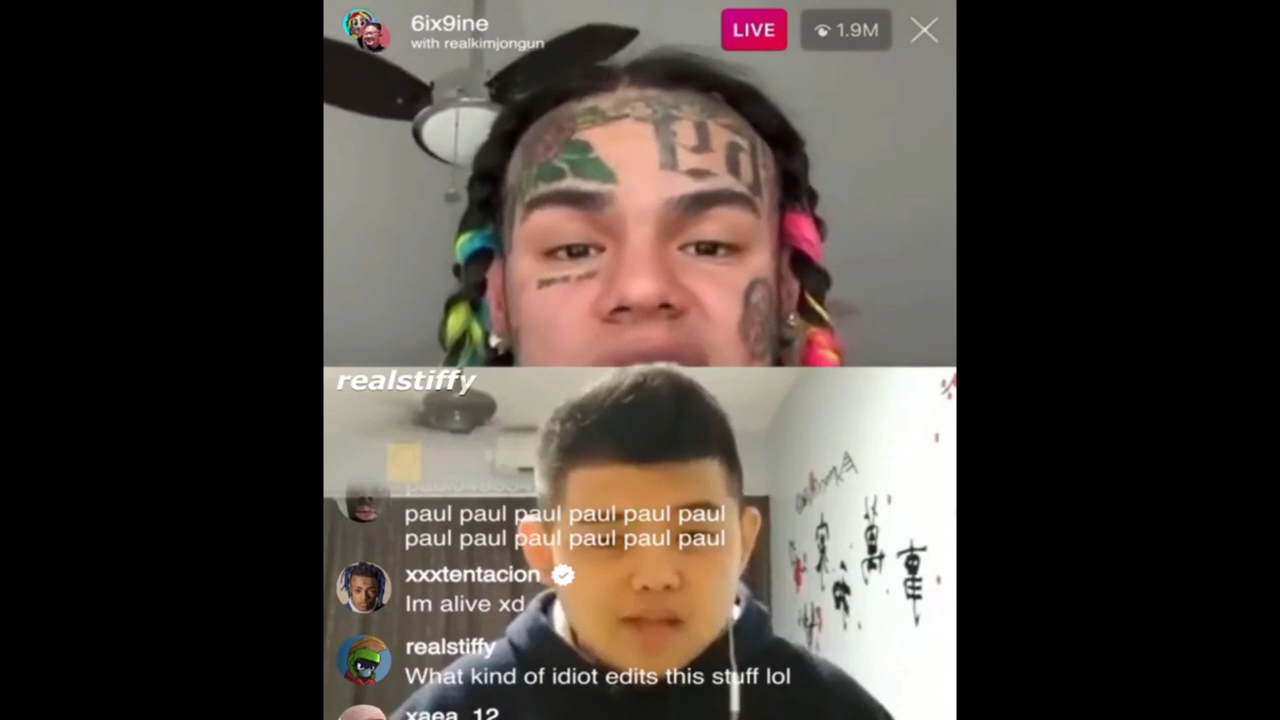 6ix9ine
with realkimjongun
LIVE
1.9M
realstiffy
paul paul paul paul paul paul
paul paul paul paul paul paul
xxxtentacion
Im alive xd
realstiffy
What kind of idiot edits this stuff lol
xaea_12